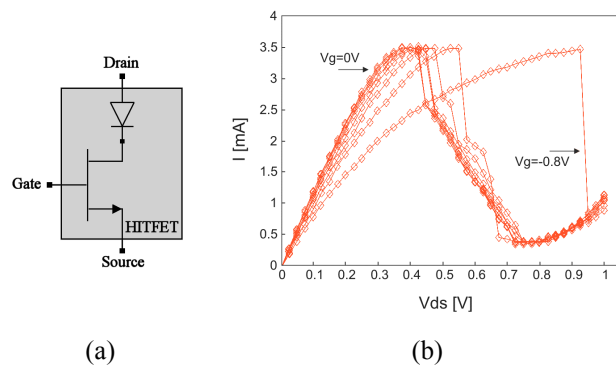 Drain
Gate
HITFET
Source
(a)
I [mA]
4
3.5
3
2.5
2
1.5
1
0.5
0
Vg=0V
Vg=-0.8V
0 0.1 0.2 0.3 0.4 0.5 0.6 0.7 0.8 0.9 1
Vds [V]
(b)